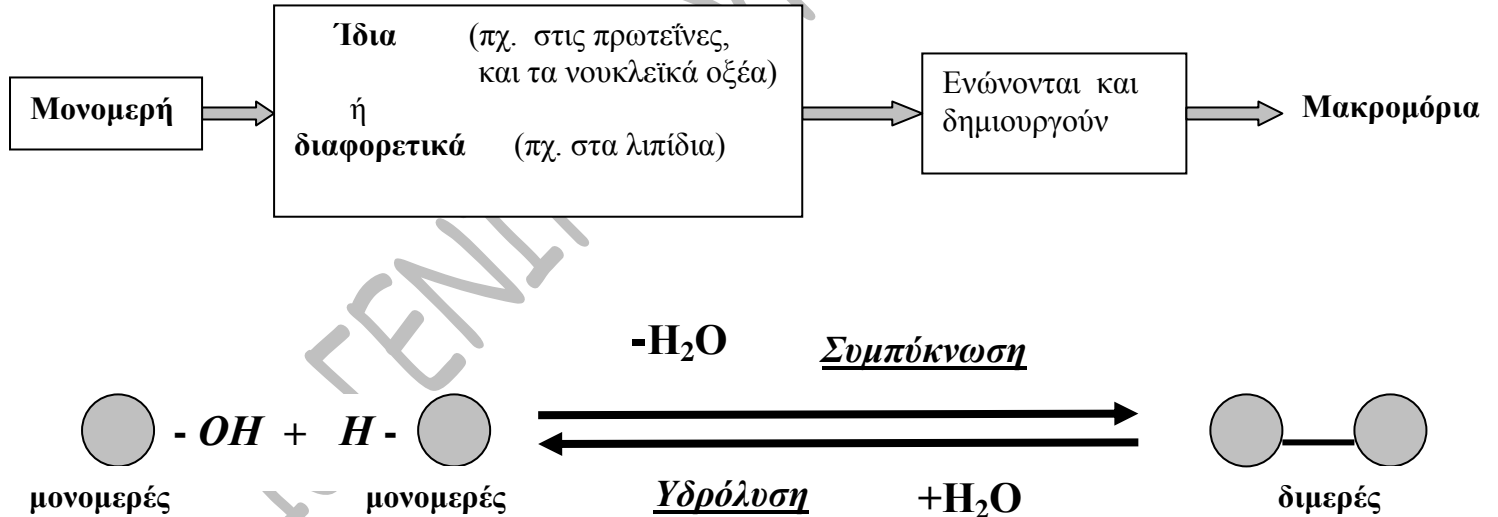 Ίδια (πχ. στις πρωτεΐνες,
και τα νουκλεϊκά οξέα)
ή
διαφορετικά (πχ. στα λιπίδια)
Μονομερή
Ενώνονται και
δημιουργούν
Μακρομόρια
-H₂O Συμπύκνωση
- OH + H -
μονομερές μονομερές Υδρόλυση +H₂O διμερές